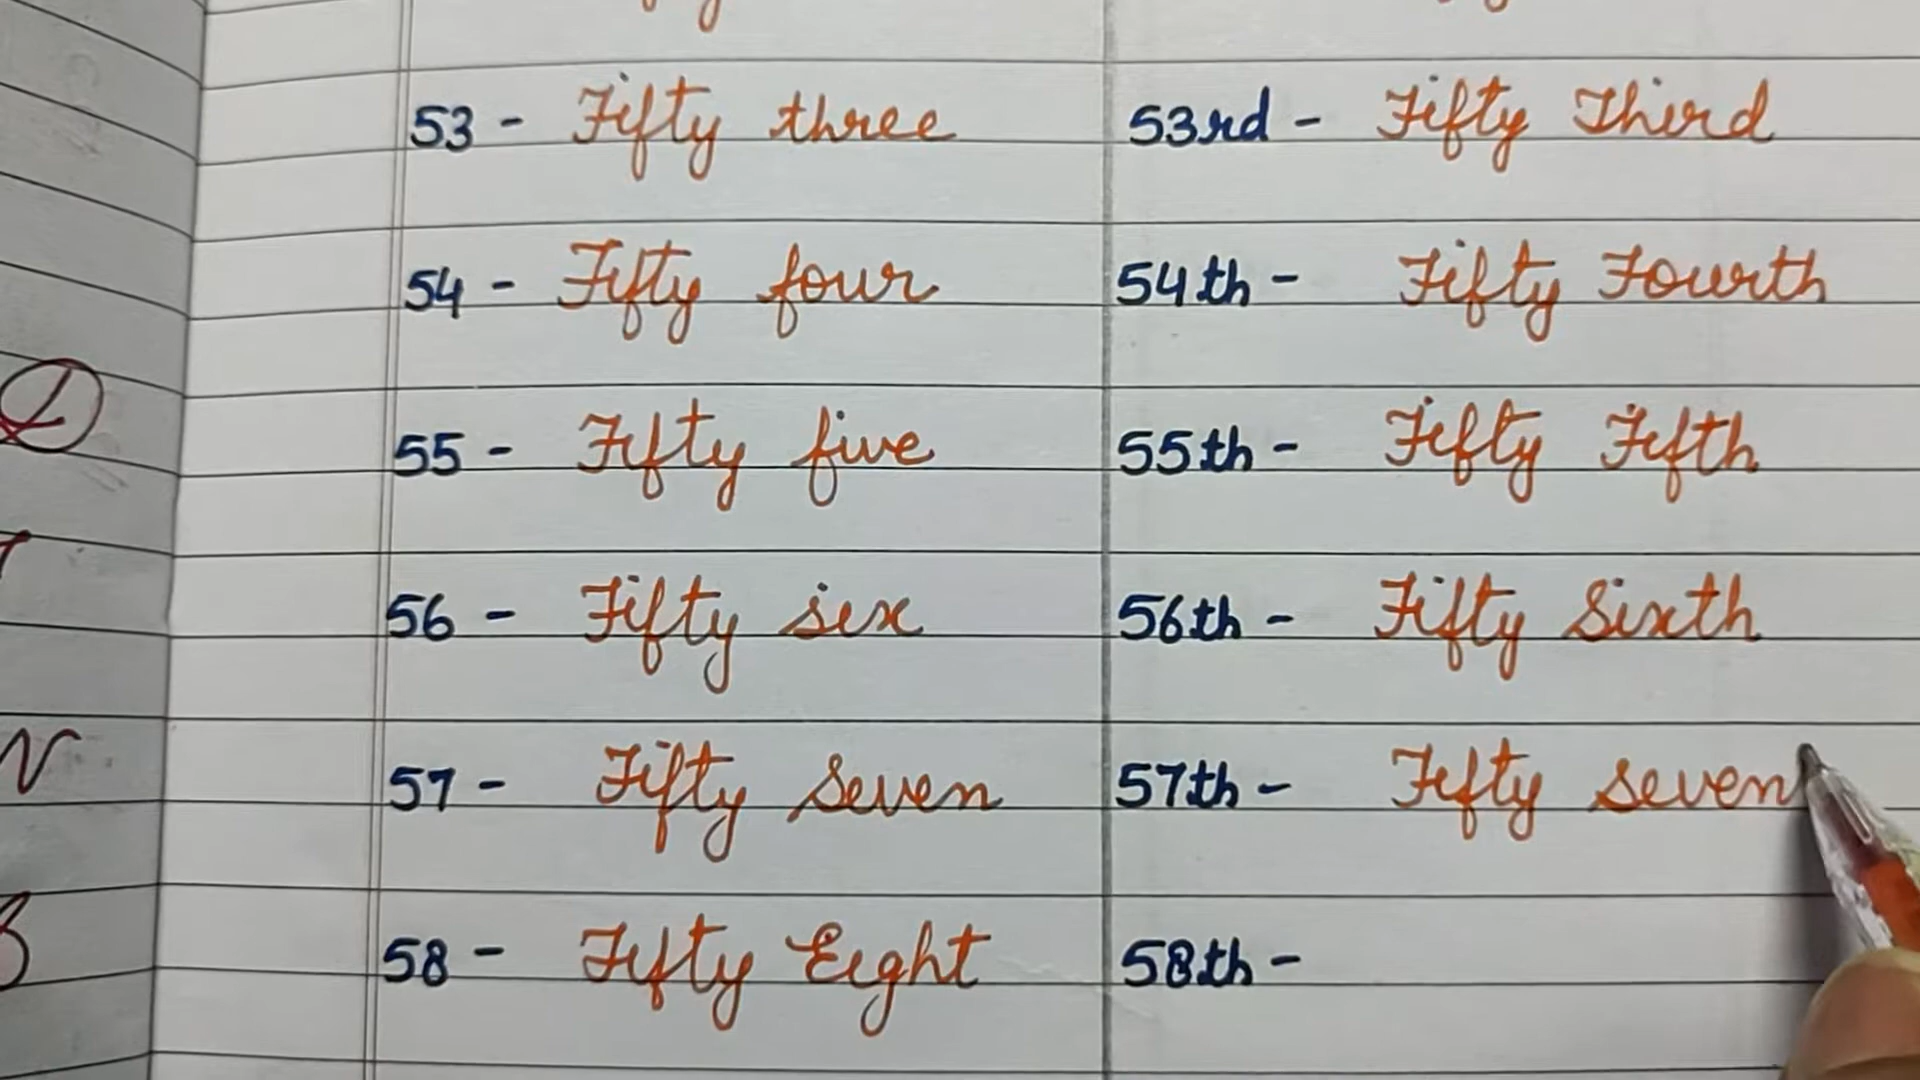 53 - Fifty three 53rd - Fifty Third
54 - Fifty four 54th - Fifty Fourth
55 - Fifty five 55th - Fifty Fifth
56 - Fifty six 56th - Fifty Sixth
57 - Fifty Seven 57th - Fifty seven
58 - Fifty Eight 58th -